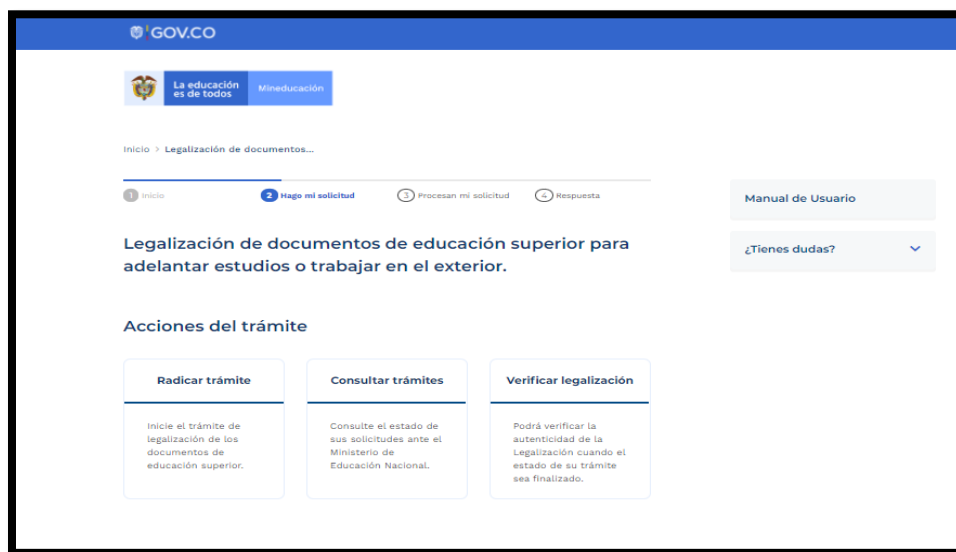 GOV.CO
La educación
es de todos
Mineducación
Inicio > Legalización de documentos...
1 Inicio
2 Hago mi solicitud
3 Procesan mi solicitud
4 Respuesta
Manual de Usuario
¿Tienes dudas?
Legalización de documentos de educación superior para
adelantar estudios o trabajar en el exterior.
Acciones del trámite
Radicar trámite
Inicie el trámite de
legalización de los
documentos de
educación superior.
Consultar trámites
Consulte el estado de
sus solicitudes ante el
Ministerio de
Educación Nacional.
Verificar legalización
Podrá verificar la
autenticidad de la
Legalización cuando el
estado de su trámite
sea finalizado.